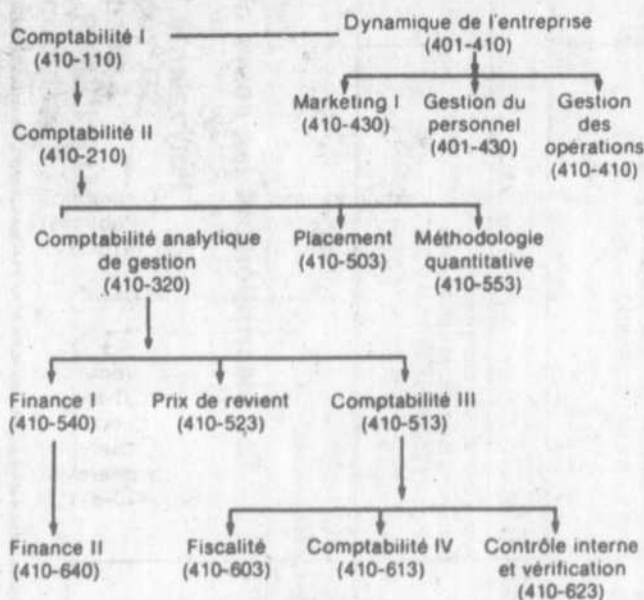 Comptabilité I
(410-110)
Dynamique de l'entreprise
(401-410)
Comptabilité II
(410-210)
Marketing I
(410-430)
Gestion du
personnel
(401-430)
Gestion
des
opérations
(410-410)
Comptabilité analytique
de gestion
(410-320)
Placement
(410-503)
Méthodologie
quantitative
(410-553)
Finance I
(410-540)
Prix de revient
(410-523)
Comptabilité III
(410-513)
Finance II
(410-640)
Fiscalité
(410-603)
Comptabilité IV
(410-613)
Contrôle interne
et vérification
(410-623)